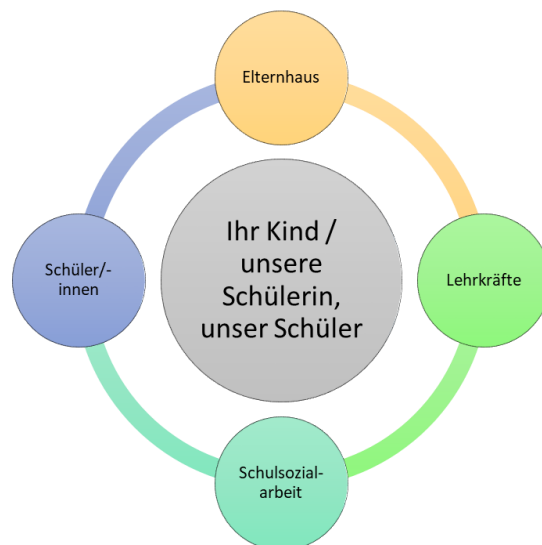 Elternhaus
Ihr Kind /
unsere
Schülerin,
unser Schüler
Schüler/-
innen
Lehrkräfte
Schulsozial-
arbeit